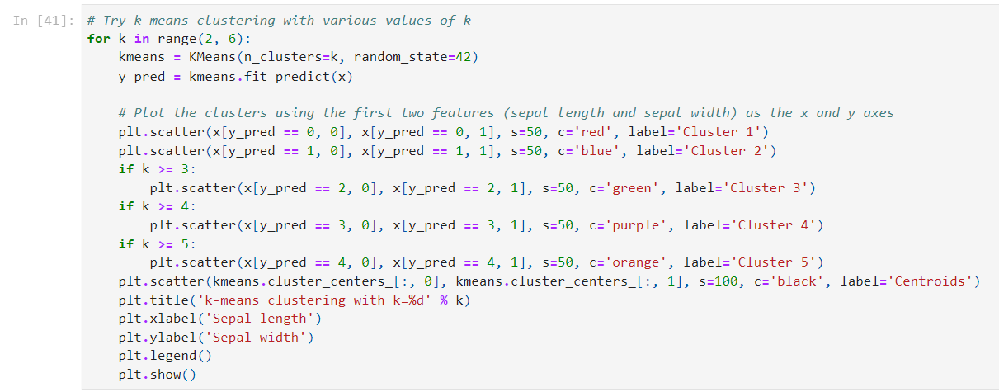 In [41]: # Try k-means clustering with various values of k
for k in range(2, 6):
    kmeans = KMeans(n_clusters=k, random_state=42)
    y_pred = kmeans.fit_predict(x)

    # Plot the clusters using the first two features (sepal length and sepal width) as the x and y axes
    plt.scatter(x[y_pred == 0, 0], x[y_pred == 0, 1], s=50, c='red', label='Cluster 1')
    plt.scatter(x[y_pred == 1, 0], x[y_pred == 1, 1], s=50, c='blue', label='Cluster 2')
    if k >= 3:
        plt.scatter(x[y_pred == 2, 0], x[y_pred == 2, 1], s=50, c='green', label='Cluster 3')
    if k >= 4:
        plt.scatter(x[y_pred == 3, 0], x[y_pred == 3, 1], s=50, c='purple', label='Cluster 4')
    if k >= 5:
        plt.scatter(x[y_pred == 4, 0], x[y_pred == 4, 1], s=50, c='orange', label='Cluster 5')
    plt.scatter(kmeans.cluster_centers_[:, 0], kmeans.cluster_centers_[:, 1], s=100, c='black', label='Centroids')
    plt.title('k-means clustering with k=%d' % k)
    plt.xlabel('Sepal length')
    plt.ylabel('Sepal width')
    plt.legend()
    plt.show()